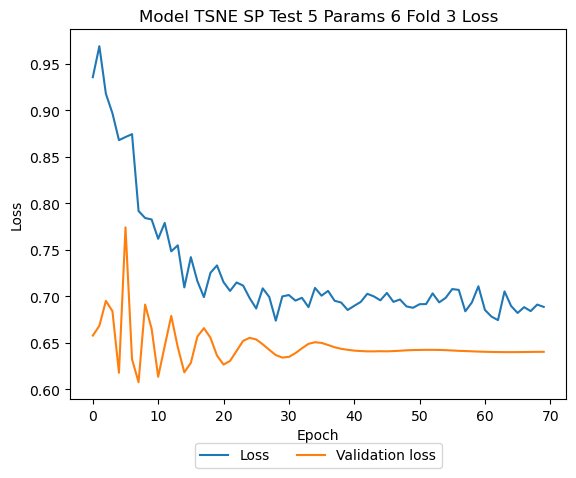 Model TSNE SP Test 5 Params 6 Fold 3 Loss
Loss
0.95
0.90
0.85
0.80
0.75
0.70
0.65
0.60
0 10 20 30 40 50 60 70
Epoch
Loss Validation loss